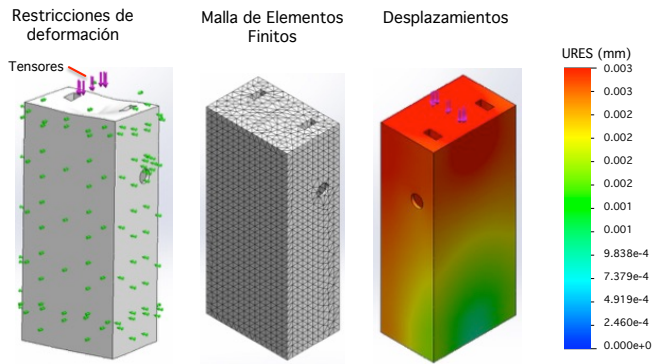 Restricciones de
deformación
Tensores
Malla de Elementos
Finitos
Desplazamientos
URES (mm)
0.003
0.003
0.002
0.002
0.002
0.002
0.001
0.001
9.838e-4
7.379e-4
4.919e-4
2.460e-4
0.000e+0